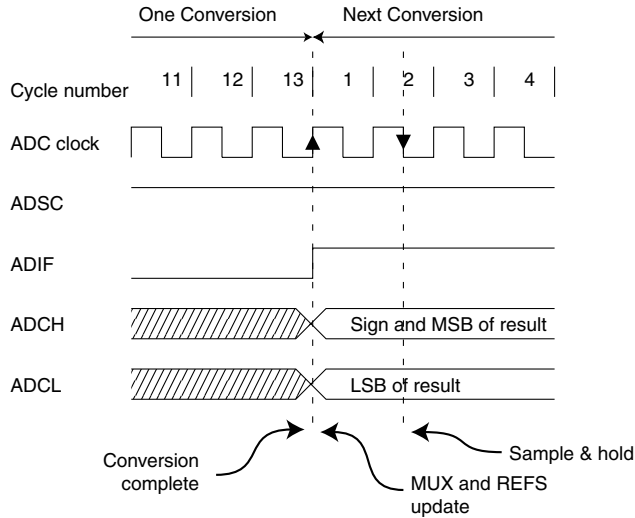 One Conversion Next Conversion
Cycle number 11 12 13 1 2 3 4
ADC clock
ADSC
ADIF
ADCH Sign and MSB of result
ADCL LSB of result
Conversion complete
MUX and REFS update
Sample & hold